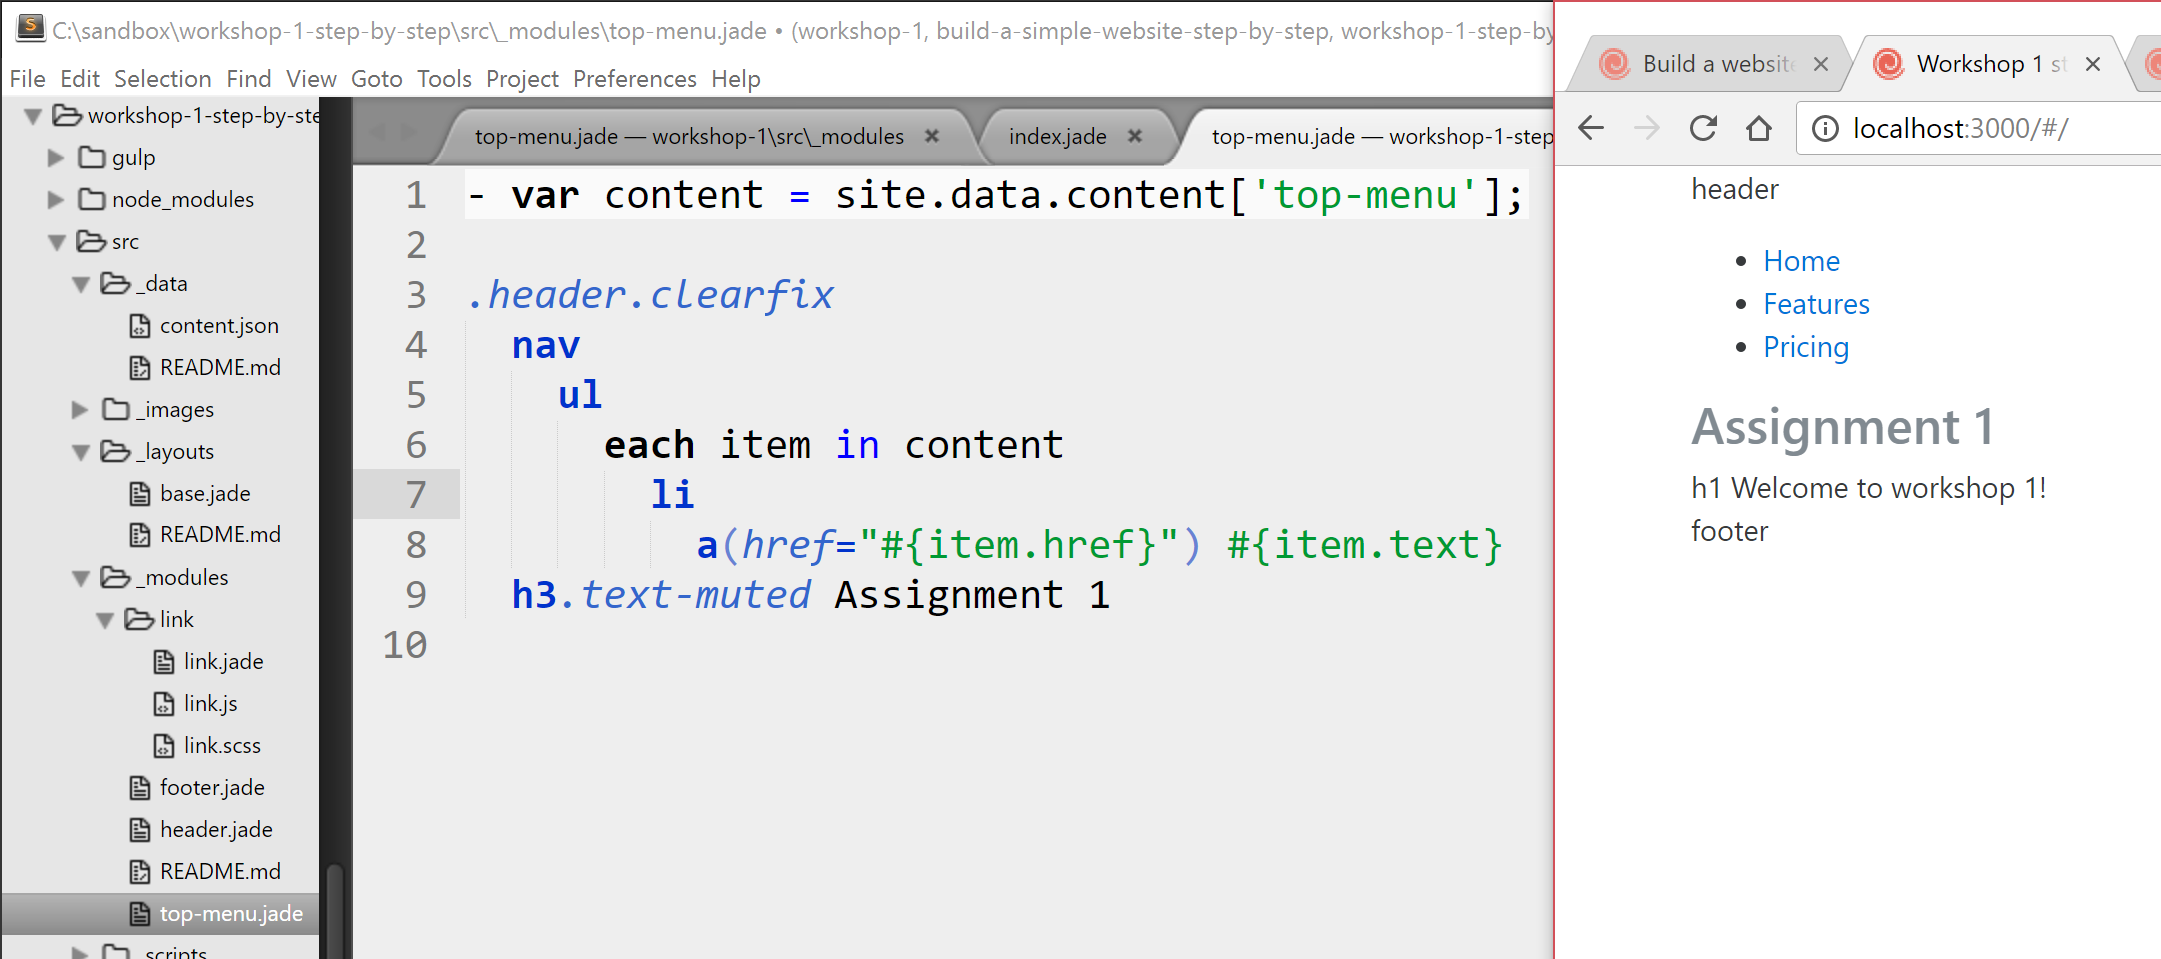 C:\sandbox\workshop-1-step-by-step\src\_modules\top-menu.jade • (workshop-1, build-a-simple-website-step-by-step, workshop-1-step-by
File Edit Selection Find View Goto Tools Project Preferences Help
workshop-1-step-by-ste
gulp
node_modules
src
_data
content.json
README.md
_images
_layouts
base.jade
README.md
_modules
link
link.jade
link.js
link.scss
footer.jade
header.jade
README.md
top-menu.jade
_scripts
top-menu.jade — workshop-1\src\_modules
index.jade
top-menu.jade — workshop-1-step
1 - var content = site.data.content['top-menu'];
2
3 .header.clearfix
4 nav
5 ul
6 each item in content
7 li
8 a(href="#{item.href}") #{item.text}
9 h3.text-muted Assignment 1
10
Build a website
Workshop 1 st
localhost:3000/#/
header
Home
Features
Pricing
Assignment 1
h1 Welcome to workshop 1!
footer